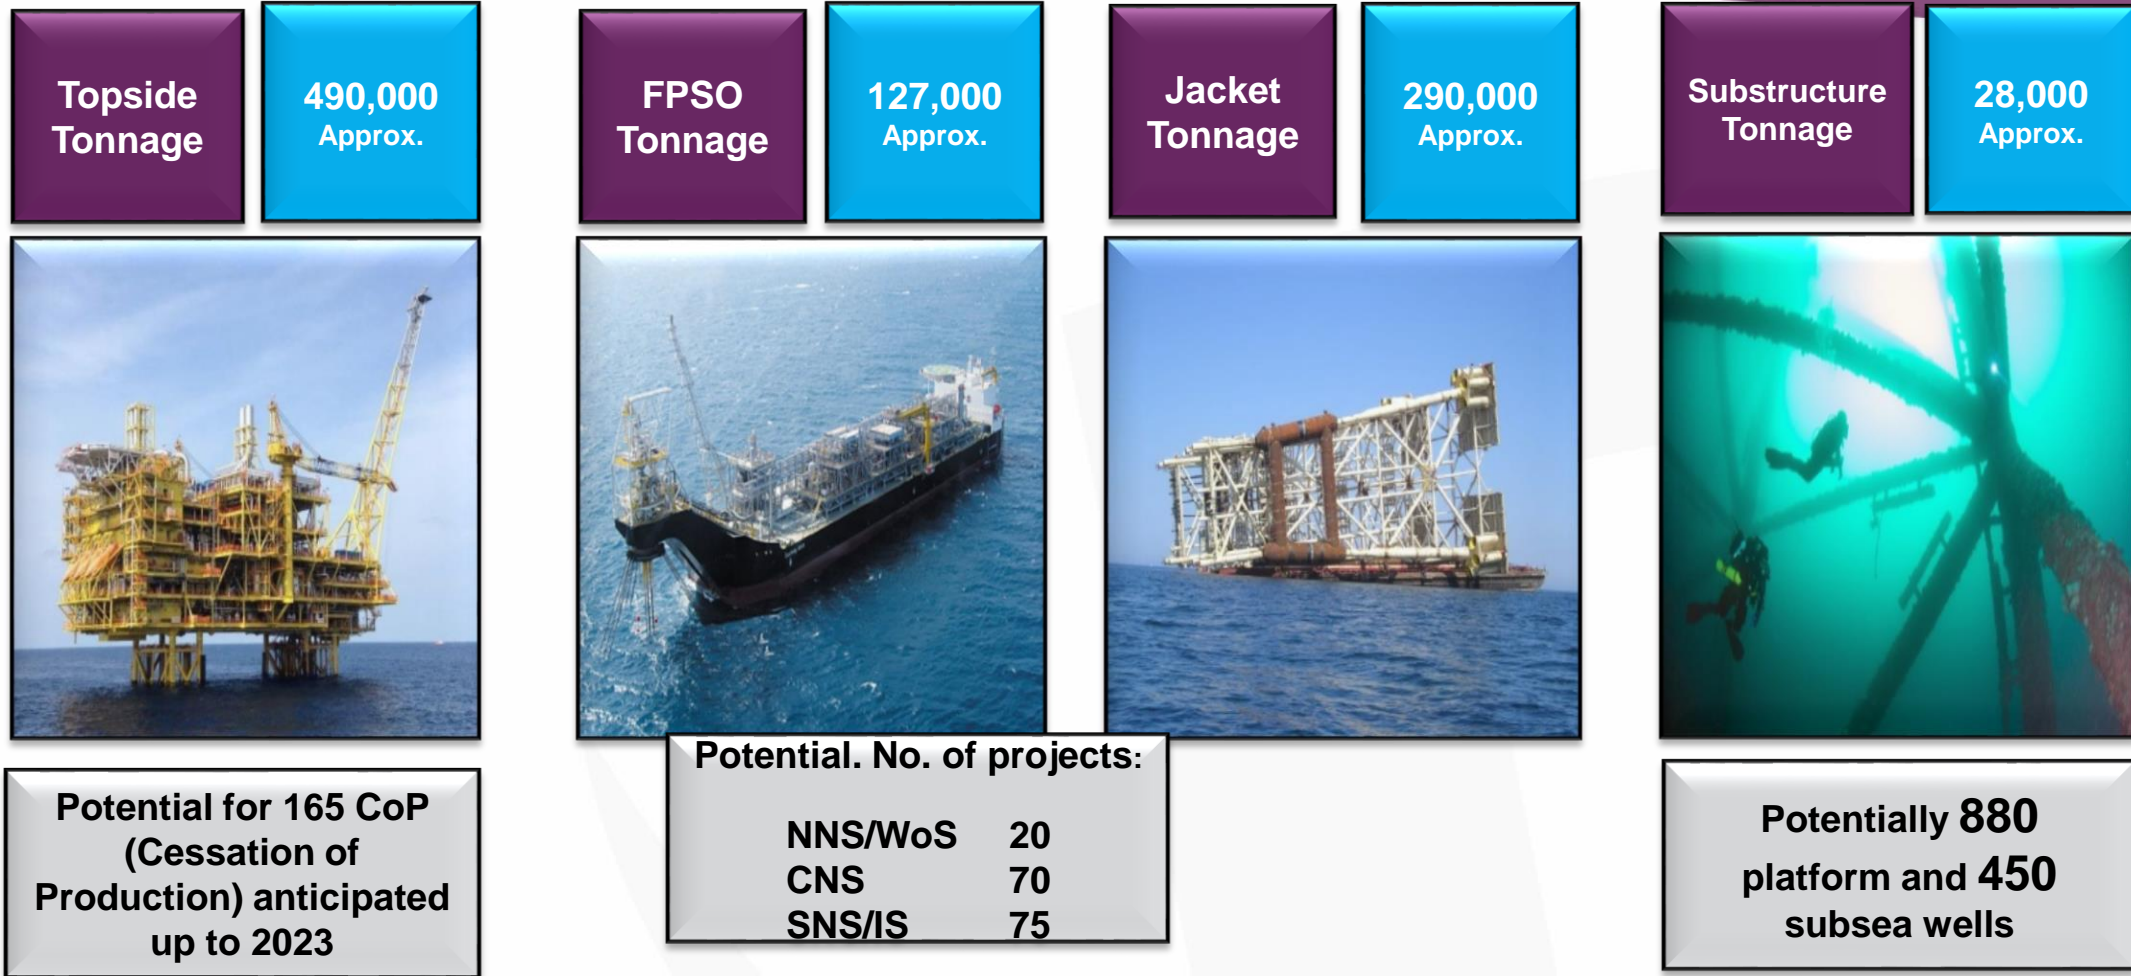 Topside
Tonnage
490,000
Approx.
FPSO
Tonnage
127,000
Approx.
Jacket
Tonnage
290,000
Approx.
Substructure
Tonnage
28,000
Approx.
Potential for 165 CoP
(Cessation of
Production) anticipated
up to 2023
Potential. No. of projects:
NNS/WoS 20
CNS 70
SNS/IS 75
Potentially 880
platform and 450
subsea wells